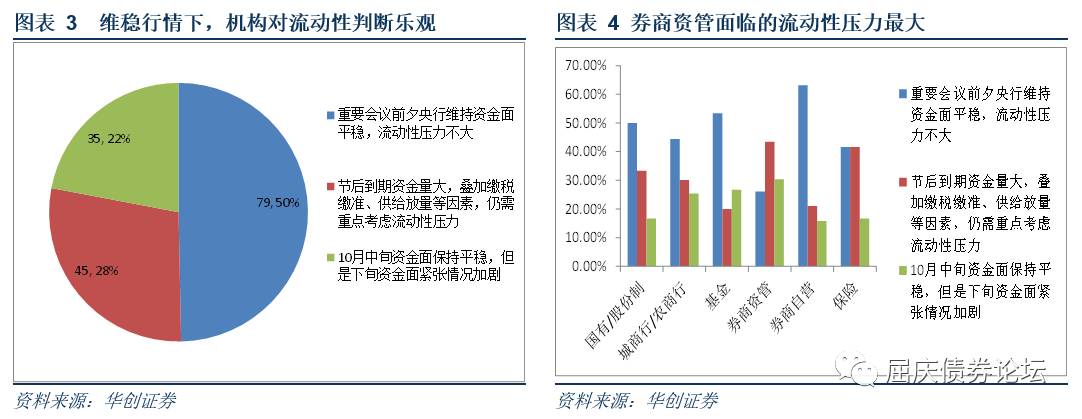 图表 3 维稳行情下，机构对流动性判断乐观
35, 22%
79, 50%
45, 28%
重要会议前夕央行维持资金面
平稳，流动性压力不大
节后到期资金量大，叠加缴税
缴准、供给放量等因素，仍需
重点考虑流动性压力
10月中旬资金面保持平稳，但
是下旬资金面紧张情况加剧
资料来源：华创证券
图表 4 券商资管面临的流动性压力最大
70.00%
60.00%
50.00%
40.00%
30.00%
20.00%
10.00%
0.00%
国有/股份制
城商行/农商行
基金
券商资管
券商自营
保险
重要会议前夕央行维持
资金面平稳，流动性压力
不大
节后到期资金量大，叠
加缴税缴准、供给放量
等因素，仍需重点考虑
流动性压力
10月中旬资金面保持平
稳，但是下旬资金面紧
张情况加剧
屈庆债券论坛
资料来源：华创证券